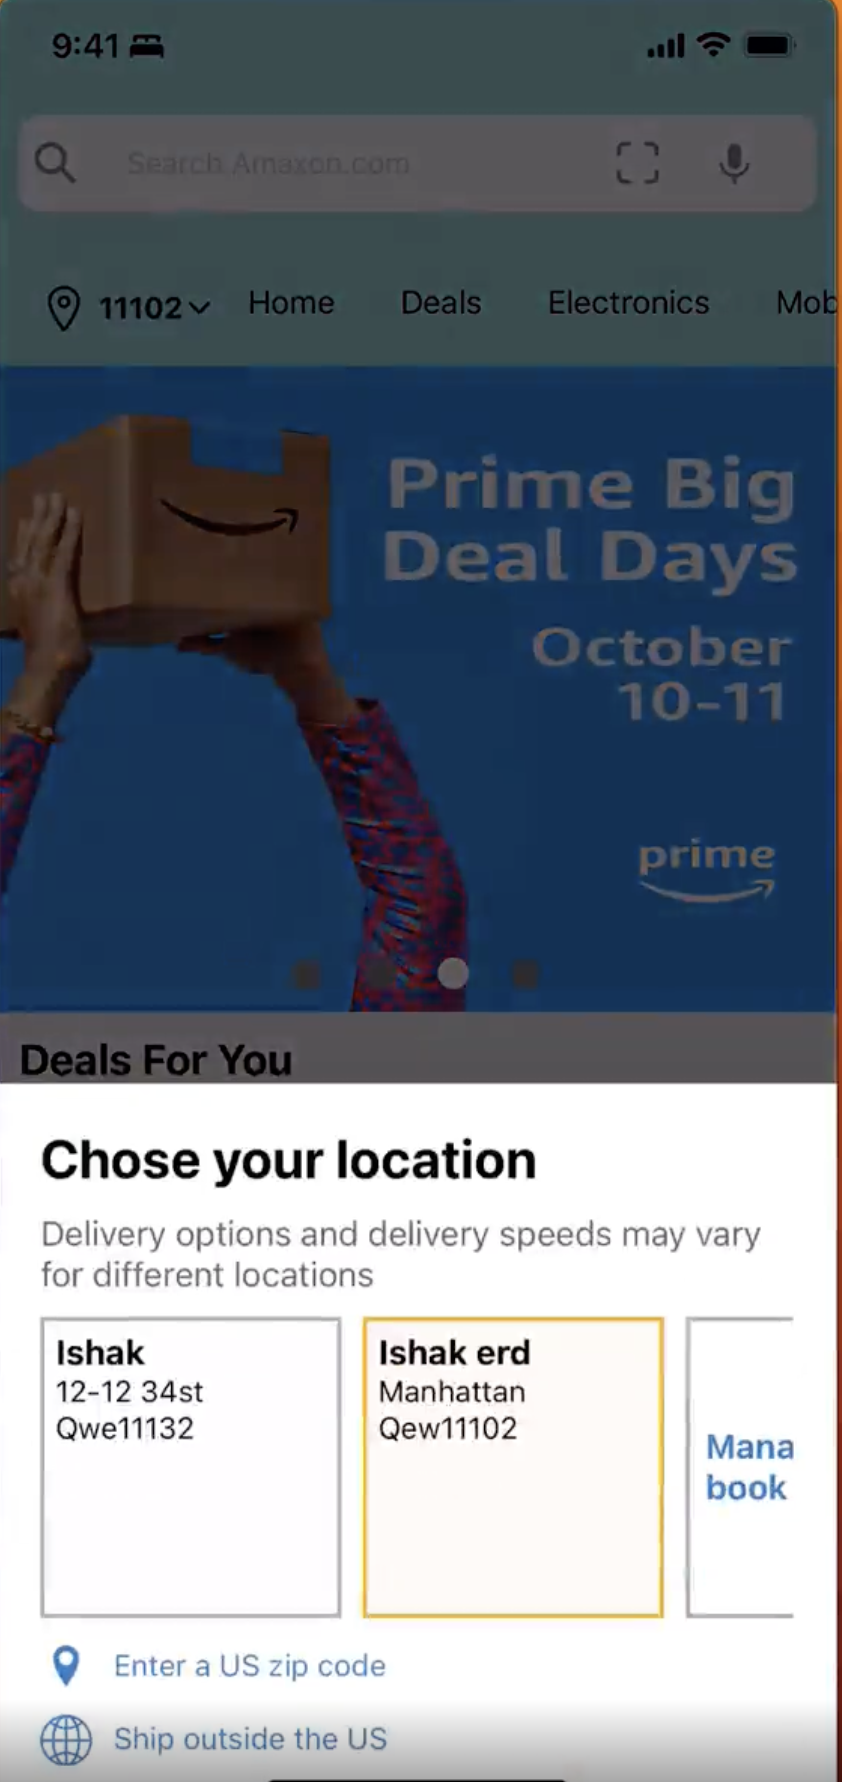 9:41
Search Amaxon.com
11102 Home Deals Electronics Mob
Prime Big
Deal Days
October
10-11
prime
Deals For You
Chose your location
Delivery options and delivery speeds may vary
for different locations
Ishak
12-12 34st
Qwe11132
Ishak erd
Manhattan
Qew11102
Mana
book
Enter a US zip code
Ship outside the US